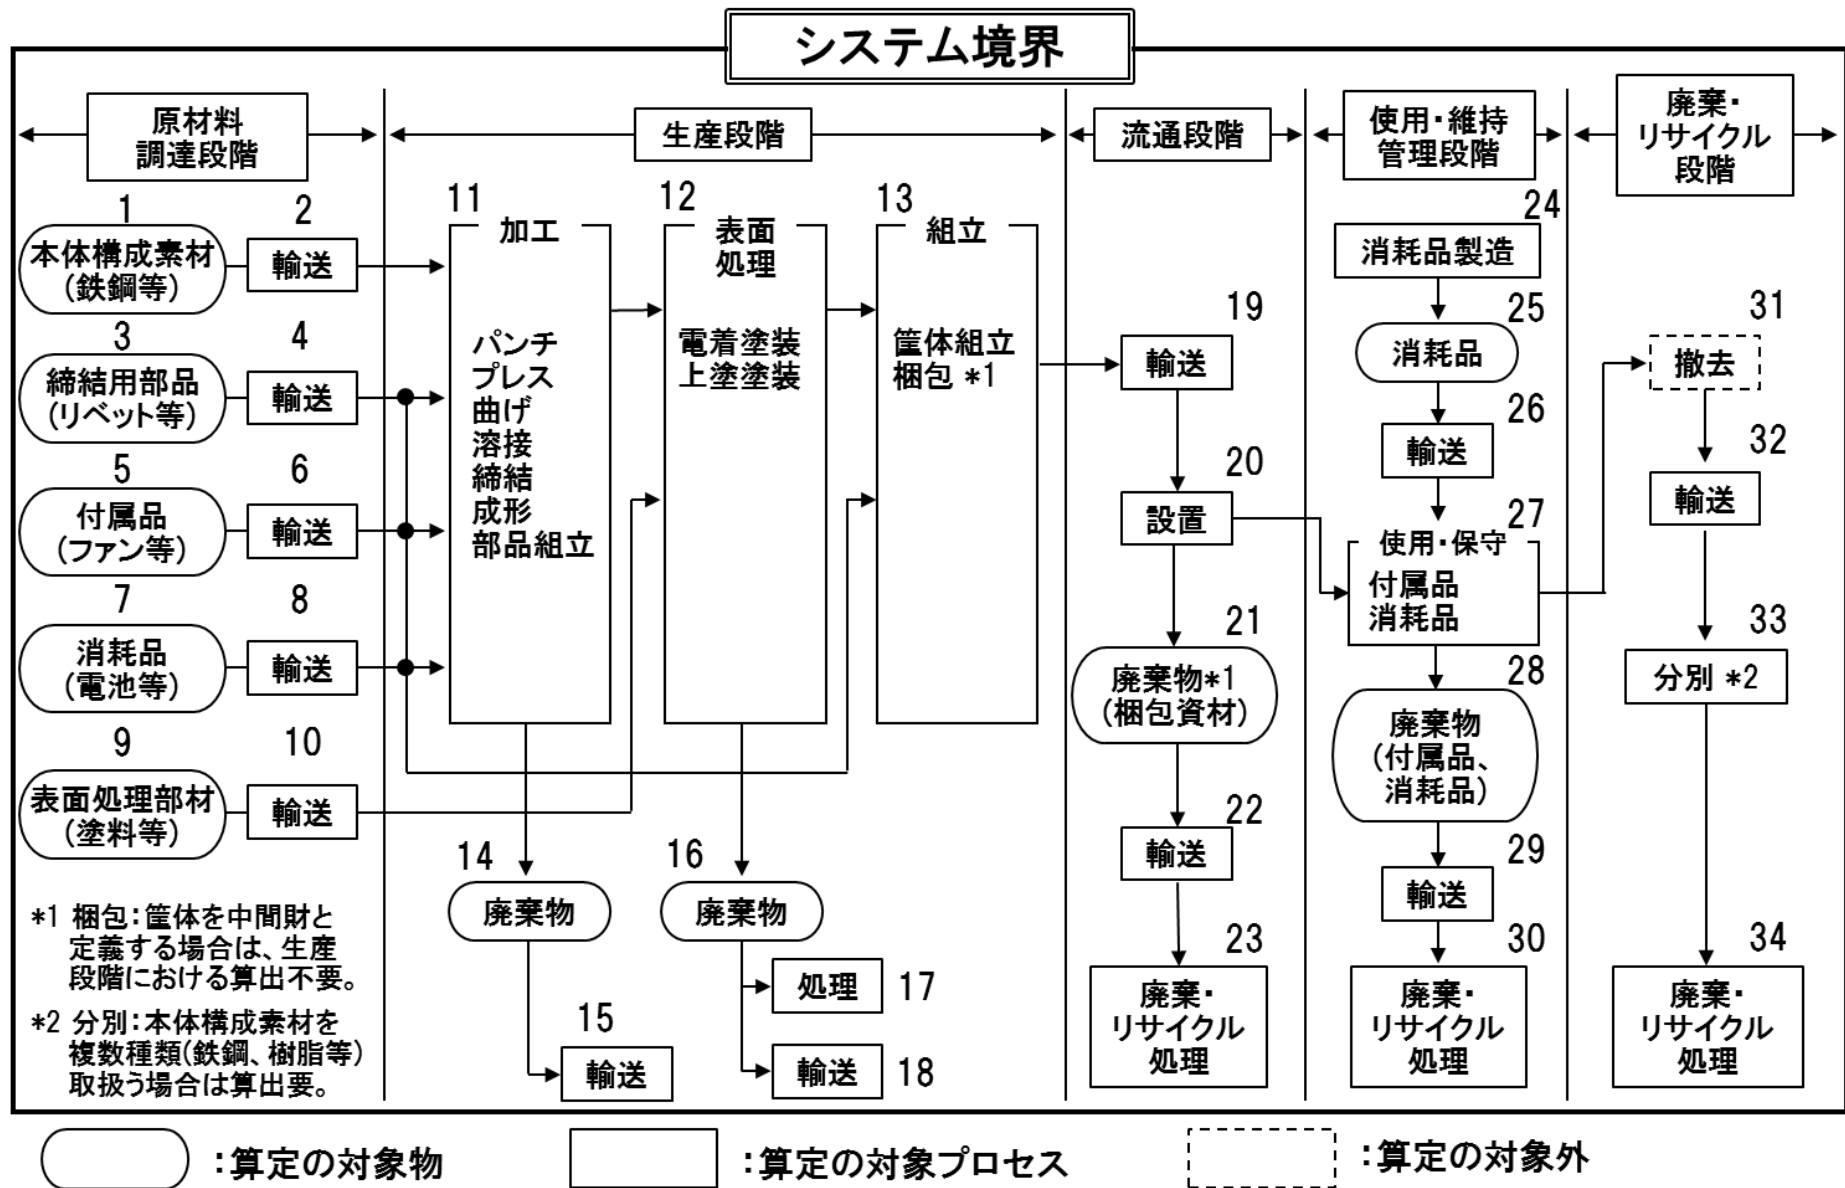 システム境界
原材料
調達段階
生産段階
流通段階
使用・維持
管理段階
廃棄・
リサイクル
段階
1
本体構成素材
(鉄鋼等)
2
輸送
3
締結用部品
(リベット等)
4
輸送
5
付属品
(ファン等)
6
輸送
7
消耗品
(電池等)
8
輸送
9
表面処理部材
(塗料等)
10
輸送
*1 梱包:筐体を中間財と
定義する場合は、生産
段階における算出不要。
*2 分別:本体構成素材を
複数種類(鉄鋼、樹脂等)
取扱う場合は算出要。
11
加工
パンチ
プレス
曲げ
溶接
締結
成形
部品組立
12
表面
処理
電着塗装
上塗塗装
13
組立
筐体組立
梱包 *1
14
廃棄物
15
輸送
16
廃棄物
処理 17
輸送 18
19
輸送
20
設置
21
廃棄物*1
(梱包資材)
22
輸送
23
廃棄・
リサイクル
処理
24
消耗品製造
25
消耗品
26
輸送
27
使用・保守
付属品
消耗品
28
廃棄物
(付属品、
消耗品)
29
輸送
30
廃棄・
リサイクル
処理
31
撤去
32
輸送
33
分別 *2
34
廃棄・
リサイクル
処理
:算定の対象物
:算定の対象プロセス
:算定の対象外